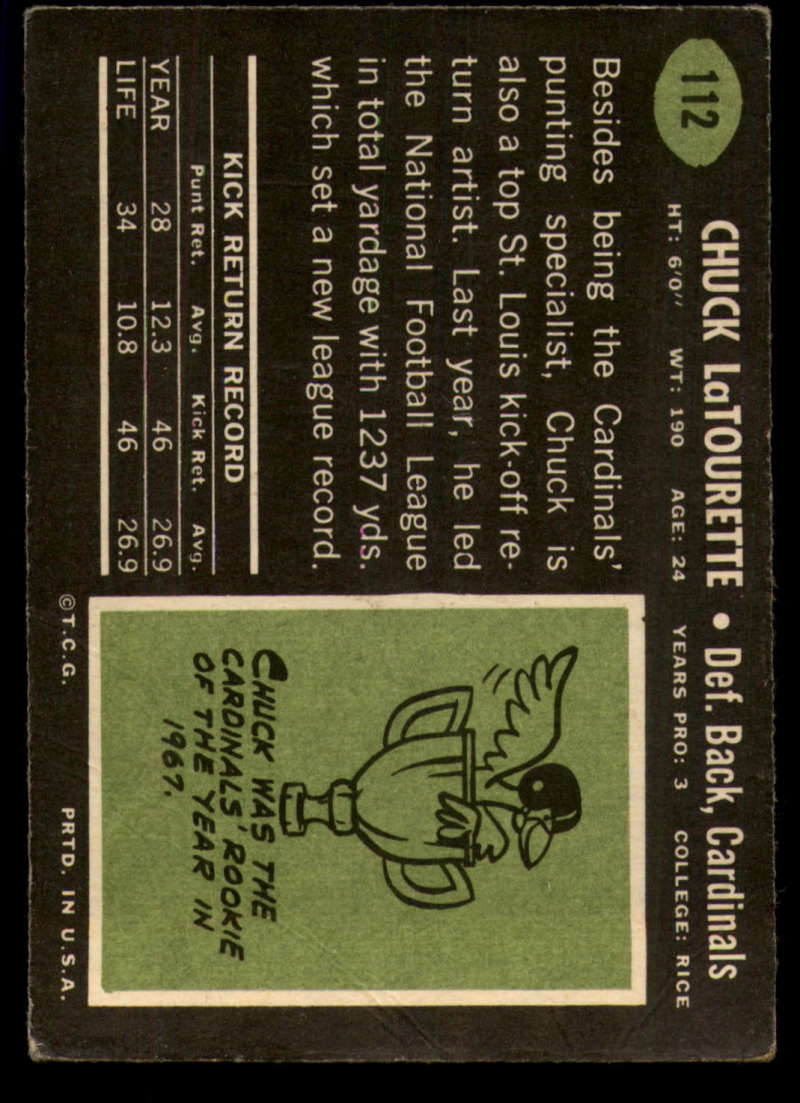 112
CHUCK LaTOURETTE • Def. Back, Cardinals
HT: 6'0" WT: 190 AGE: 24 YEARS PRO: 3 COLLEGE: RICE
Besides being the Cardinals'
punting specialist, Chuck is
also a top St. Louis kick-off re-
turn artist. Last year, he led
the National Football League
in total yardage with 1237 yds.
which set a new league record.
KICK RETURN RECORD
Punt Ret. Avg. Kick Ret. Avg.
YEAR 28 12.3 46 26.9
LIFE 34 10.8 46 26.9
CHUCK WAS THE
CARDINALS' ROOKIE
OF THE YEAR IN
1967.
©T.C.G. PRTD. IN U.S.A.